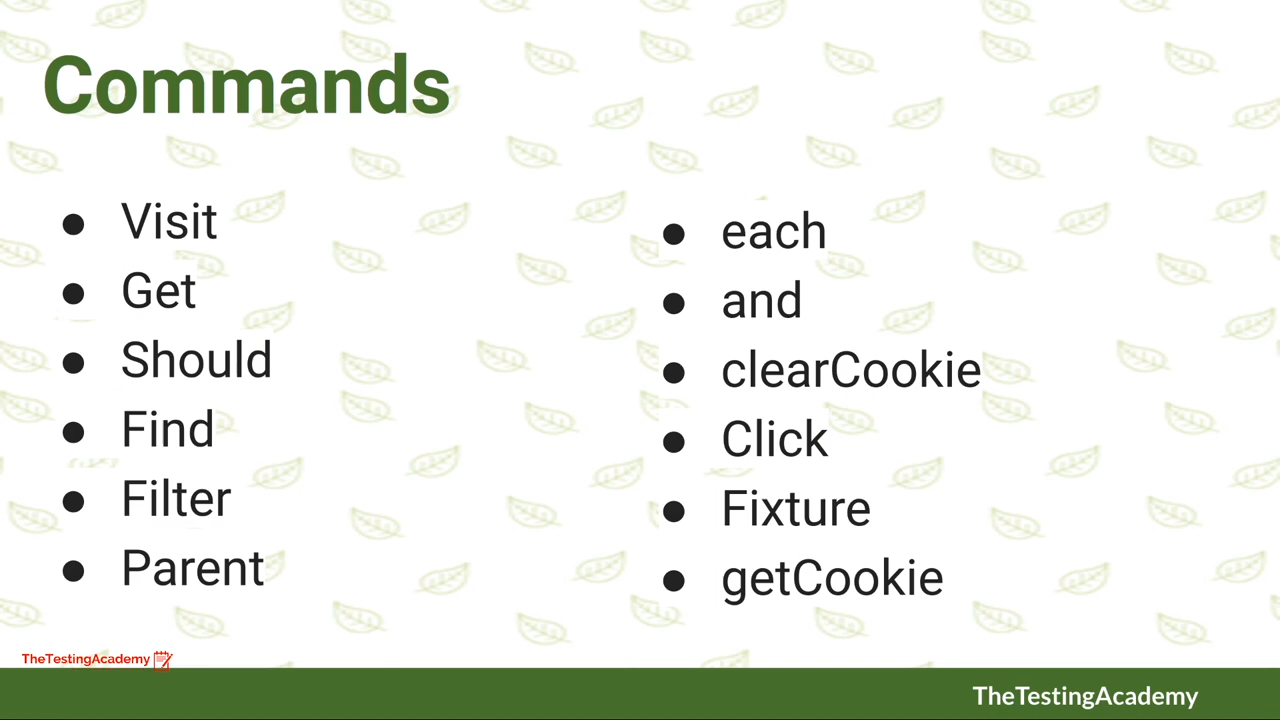 Commands
● Visit
● Get
● Should
● Find
● Filter
● Parent
● each
● and
● clearCookie
● Click
● Fixture
● getCookie
TheTestingAcademy
TheTestingAcademy